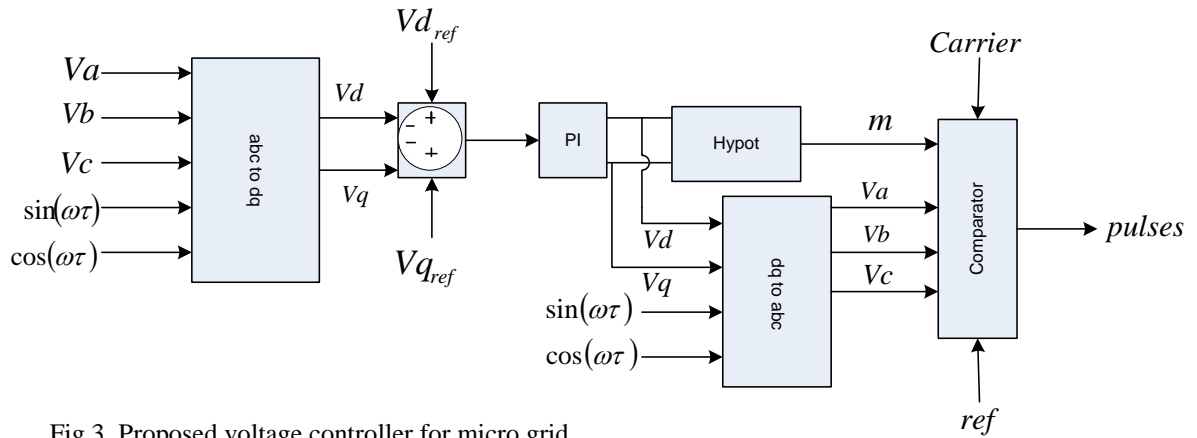 Vd_ref
Carrier
Va
Vb
Vc
sin(ωτ)
cos(ωτ)
abc to dq
Vd
Vq
+
-
-
+
Vq_ref
PI
Hypot
m
Vd
Vq
sin(ωτ)
cos(ωτ)
dq to abc
Va
Vb
Vc
Comparator
pulses
ref
Fig 3. Proposed voltage controller for micro grid